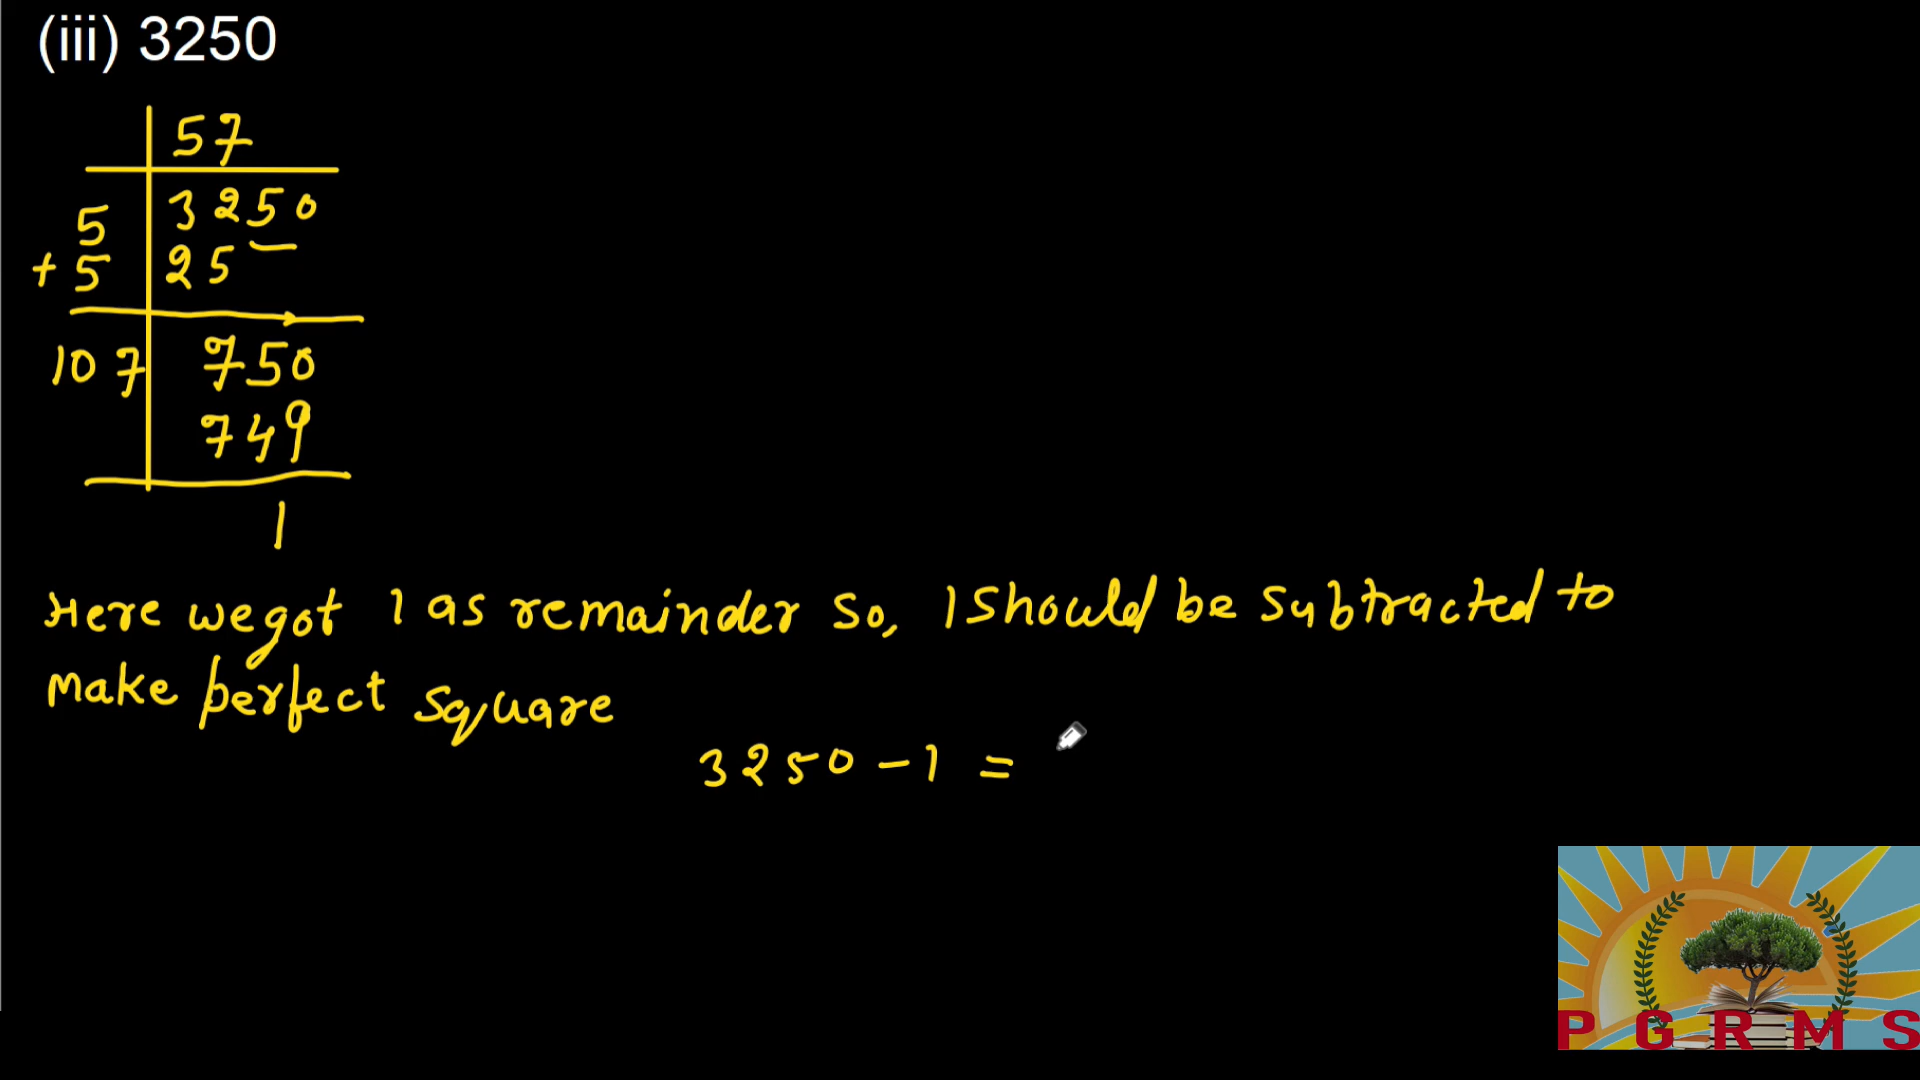 (iii) 3250
57
5 3250
+5 25
107 750
749
1
Here we got 1 as remainder so, 1 should be subtracted to
make perfect square
3250-1 =
PGRMS